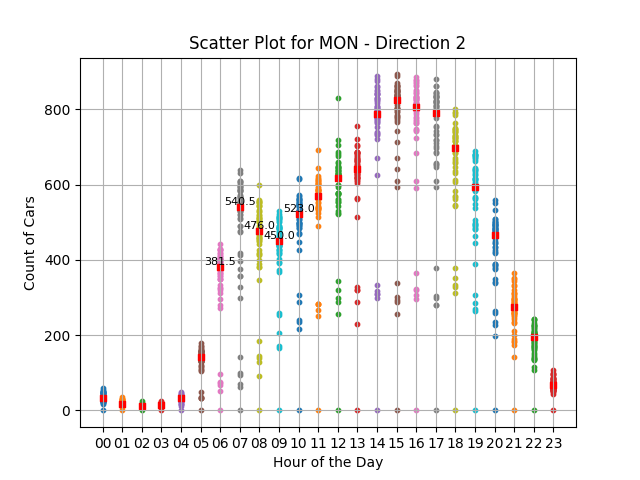 Scatter Plot for MON - Direction 2
Count of Cars
800
600
400
200
0
540.5
523.0
476.0
450.0
381.5
00 01 02 03 04 05 06 07 08 09 10 11 12 13 14 15 16 17 18 19 20 21 22 23
Hour of the Day